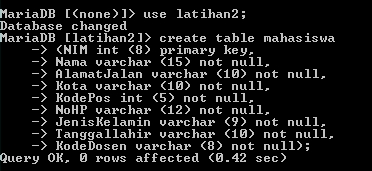 MariaDB [(none)]> use latihan2;
Database changed
MariaDB [latihan2]> create table mahasiswa
    -> (NIM int (8) primary key,
    -> Nama varchar (15) not null,
    -> AlamatJalan varchar (10) not null,
    -> Kota varchar (10) not null,
    -> KodePos int (5) not null,
    -> NoHP varchar (12) not null,
    -> JenisKelamin varchar (9) not null,
    -> Tanggallahir varchar (10) not null,
    -> KodeDosen varchar (8) not null);
Query OK, 0 rows affected (0.42 sec)